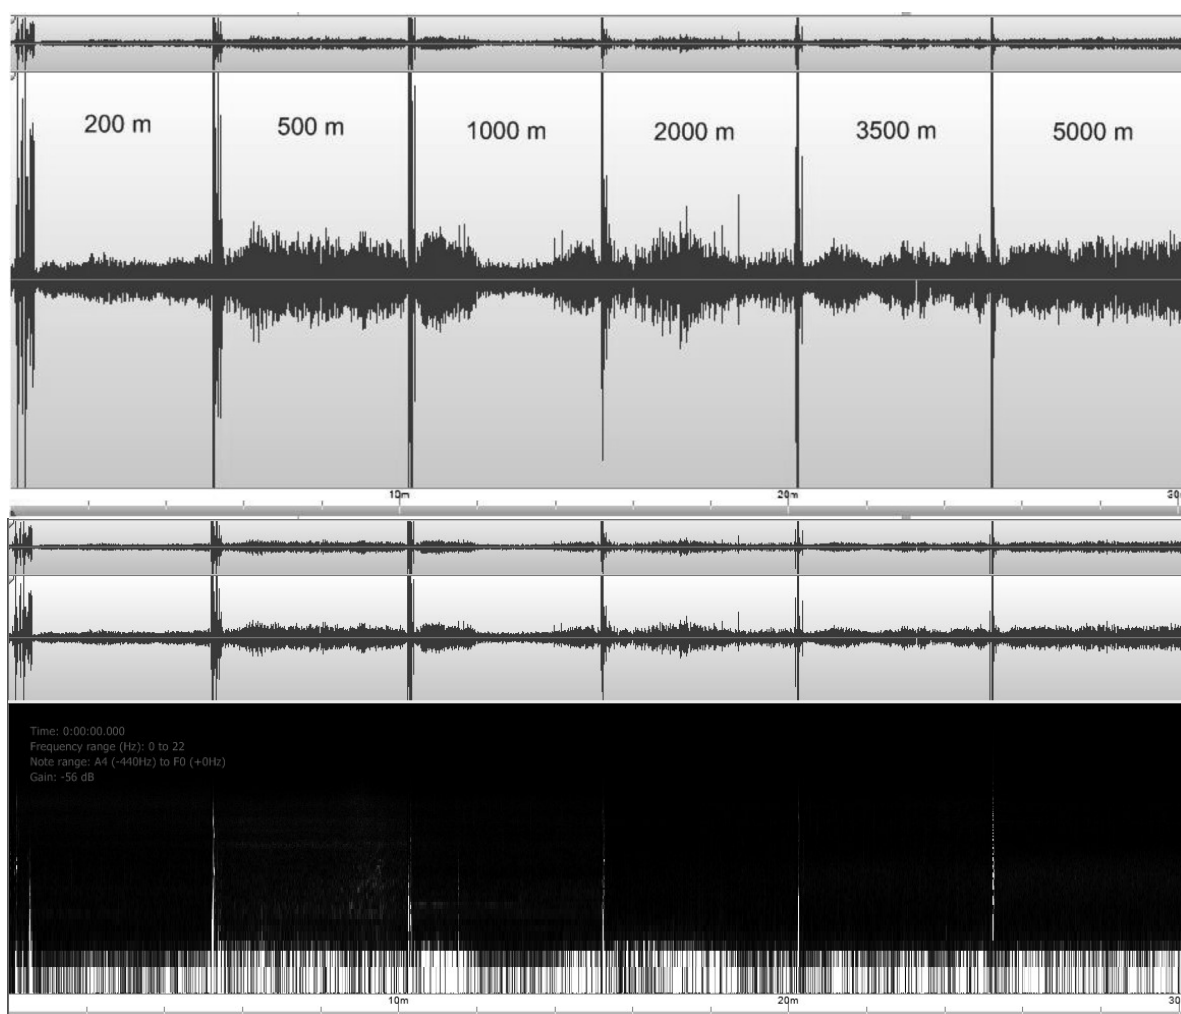 200 m
500 m
1000 m
2000 m
3500 m
5000 m
10m
20m
30
Time: 0:00:00.000
Frequency range (Hz): 0 to 22
Note range: A4 (-440Hz) to F0 (+0Hz)
Gain: -56 dB
10m
20m
30